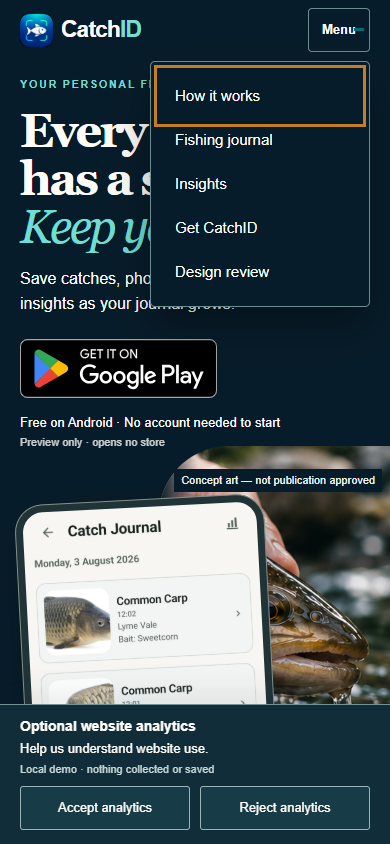 CatchID
Menu
YOUR PERSONAL
How it works
Fishing journal
Insights
Get CatchID
Design review
Every
has a
Keep
Save catches,
insights as your journal grows.
GET IT ON
Google Play
Free on Android · No account needed to start
Preview only · opens no store
Concept art — not publication approved
Catch Journal
Monday, 3 August 2026
Common Carp
12:02
Lyme Vale
Bait: Sweetcorn
Common Carp
Optional website analytics
Help us understand website use.
Local demo · nothing collected or saved
Accept analytics
Reject analytics